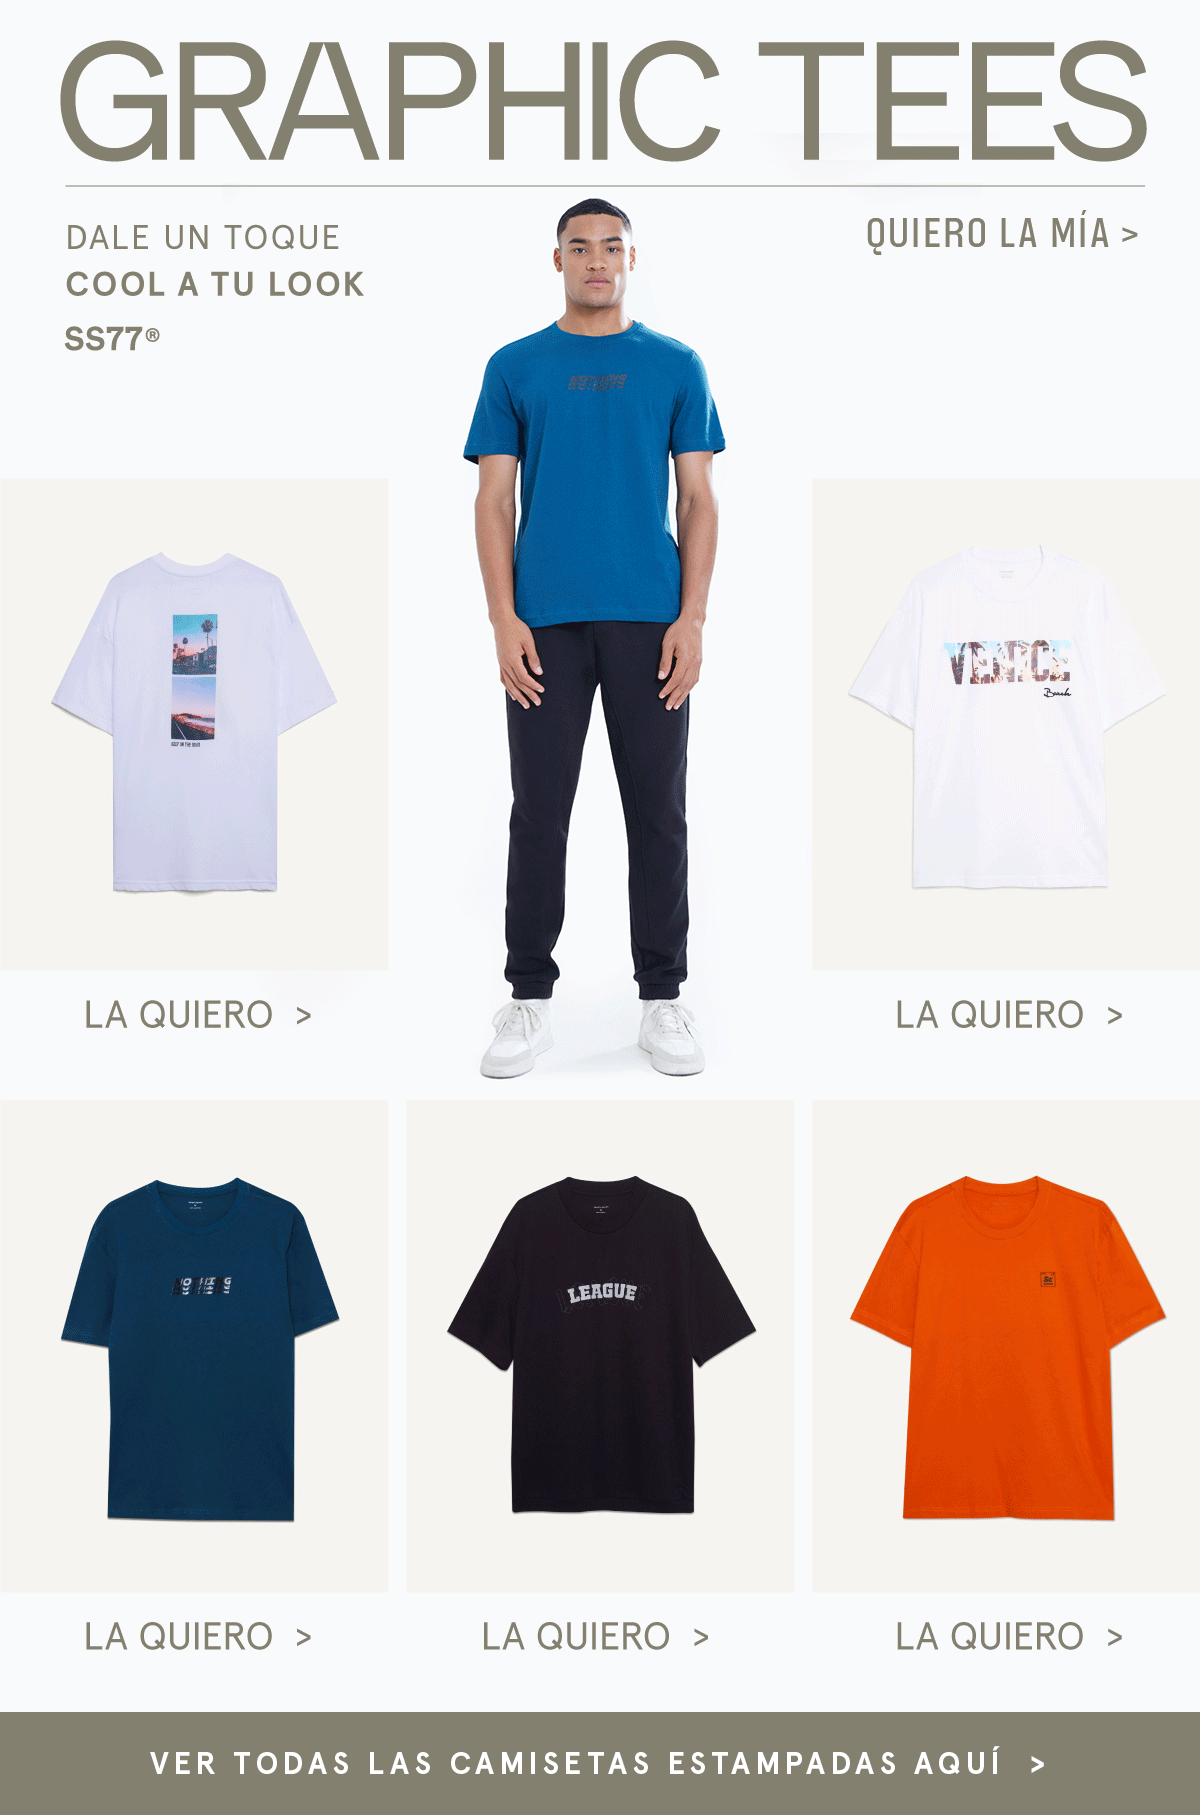 GRAPHIC TEES
DALE UN TOQUE
COOL A TU LOOK
SS77®
QUIERO LA MÍA >
VENICE
Beach
LA QUIERO >
LA QUIERO >
NOTHING
LEAGUE
LA QUIERO >
LA QUIERO >
LA QUIERO >
VER TODAS LAS CAMISETAS ESTAMPADAS AQUÍ >